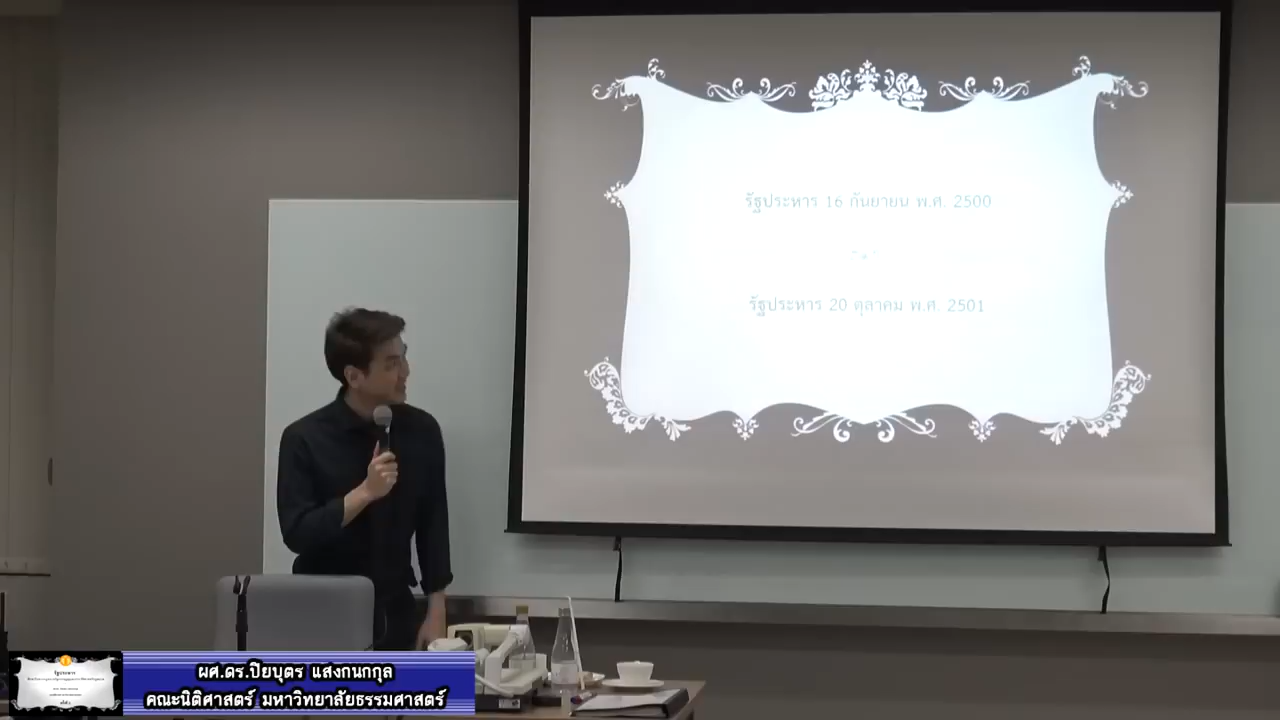 รัฐประหาร 16 กันยายน พ.ศ. 2500
รัฐประหาร 20 ตุลาคม พ.ศ. 2501
ผศ.ดร.ปิยบุตร แสงกนกกุล
คณะนิติศาสตร์ มหาวิทยาลัยธรรมศาสตร์